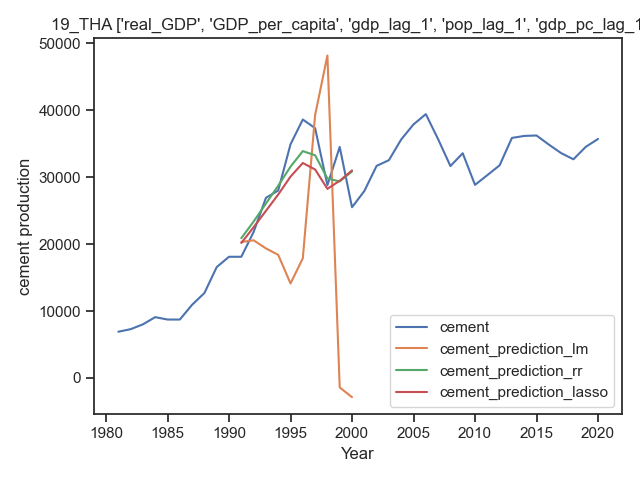 19_THA ['real_GDP', 'GDP_per_capita', 'gdp_lag_1', 'pop_lag_1', 'gdp_pc_lag_1
50000
40000
30000
20000
10000
0
cement production
cement
cement_prediction_lm
cement_prediction_rr
cement_prediction_lasso
1980 1985 1990 1995 2000 2005 2010 2015 2020
Year